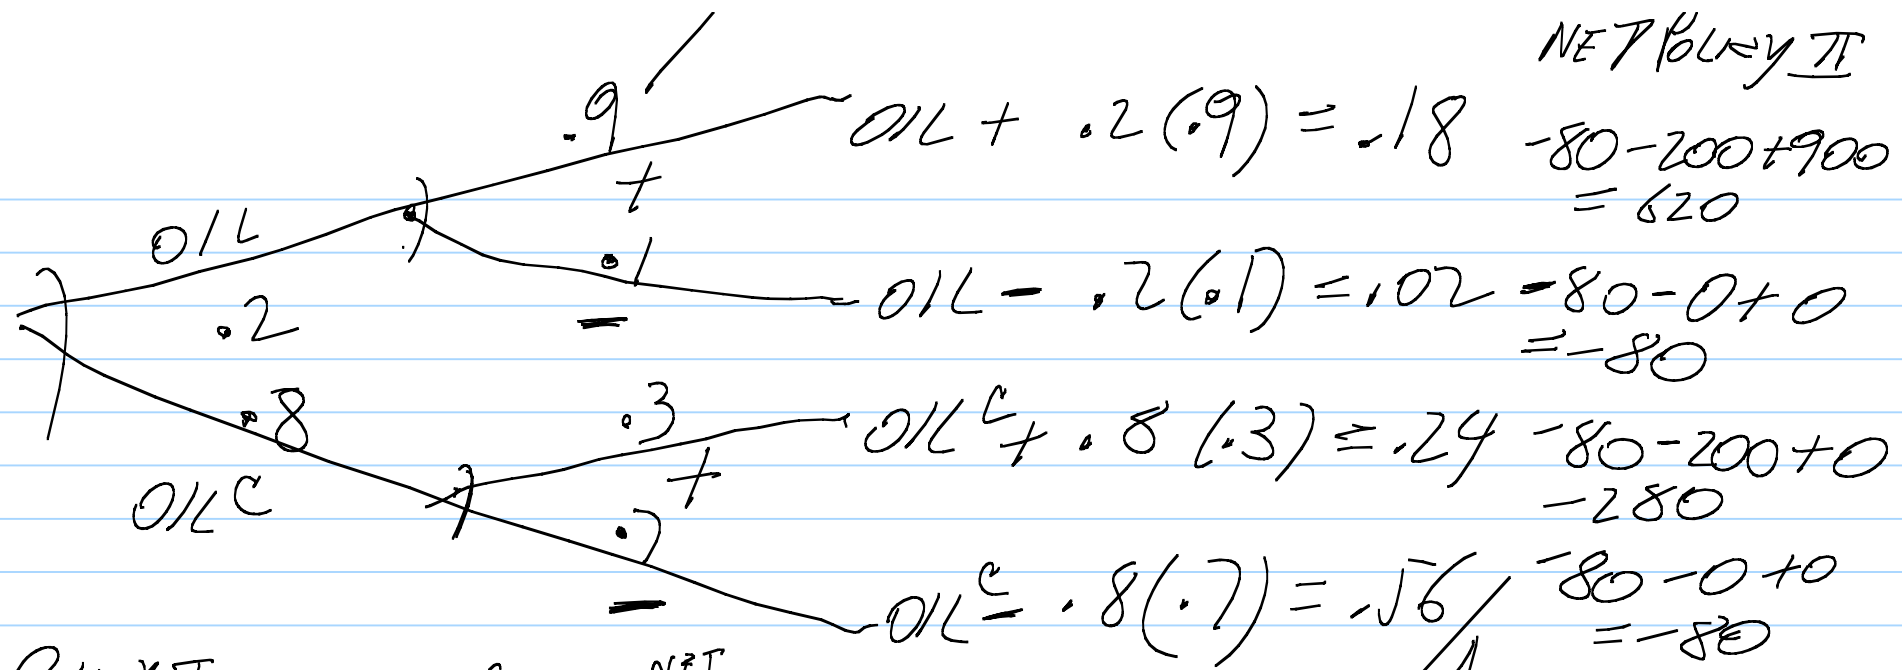 NET POLICY II
.9
OIL + .2(.9) = .18 -80-200+900
+
= 620
OIL
.1
OIL - .2(.1) = .02 -80-0+0
.2
-
= -80
.8
.3
OIL^C + .8(.3) = .24 -80-200+0
+
-280
OIL^C
.7
OIL^C - .8(.7) = .56 -80-0+0
-
= -80
NET